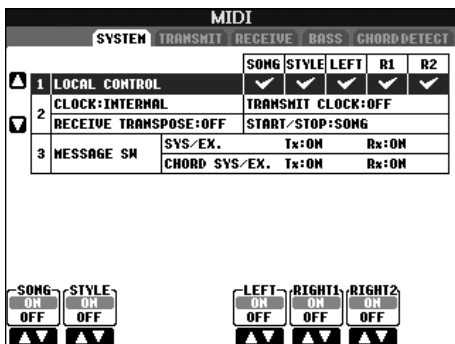 MIDI
SYSTEM TRANSMIT RECEIVE BASS CHORD DETECT
SONG STYLE LEFT R1 R2
1 LOCAL CONTROL
2 CLOCK:INTERNAL TRANSMIT CLOCK:OFF
RECEIVE TRANSPOSE:OFF START/STOP:SONG
3 MESSAGE SW SYS/EX. Tx:ON Rx:ON
CHORD SYS/EX. Tx:ON Rx:ON
SONG STYLE LEFT RIGHT1 RIGHT2
ON ON ON ON ON
OFF OFF OFF OFF OFF